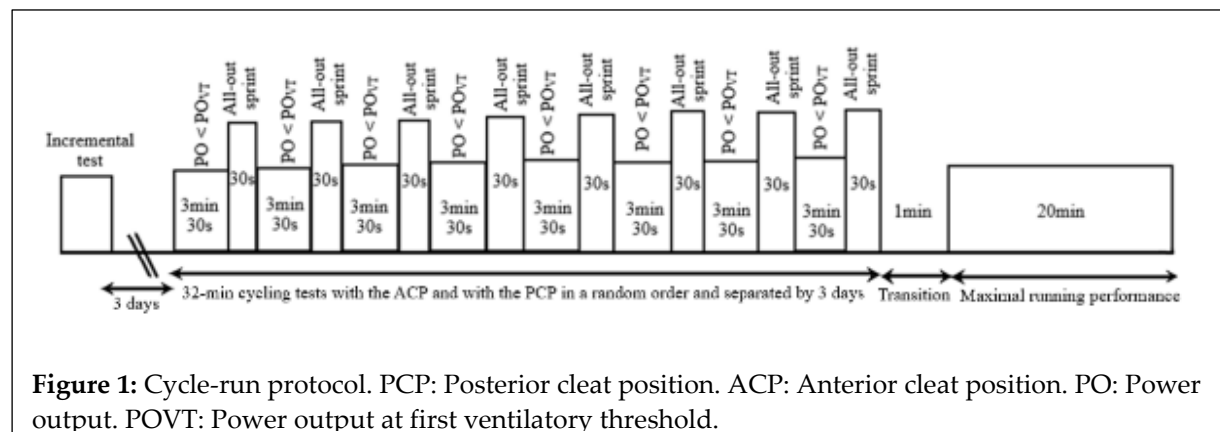 PO < POVT
All-out sprint
PO < POVT
All-out sprint
PO < POVT
All-out sprint
PO < POVT
All-out sprint
PO < POVT
All-out sprint
PO < POVT
All-out sprint
PO < POVT
All-out sprint
PO < POVT
All-out sprint
Incremental
test
3min
30s
30s
3min
30s
30s
3min
30s
30s
3min
30s
30s
3min
30s
30s
3min
30s
30s
3min
30s
30s
3min
30s
30s
1min
20min
3 days
32-min cycling tests with the ACP and with the PCP in a random order and separated by 3 days
Transition
Maximal running performance
Figure 1: Cycle-run protocol. PCP: Posterior cleat position. ACP: Anterior cleat position. PO: Power
output. POVT: Power output at first ventilatory threshold.